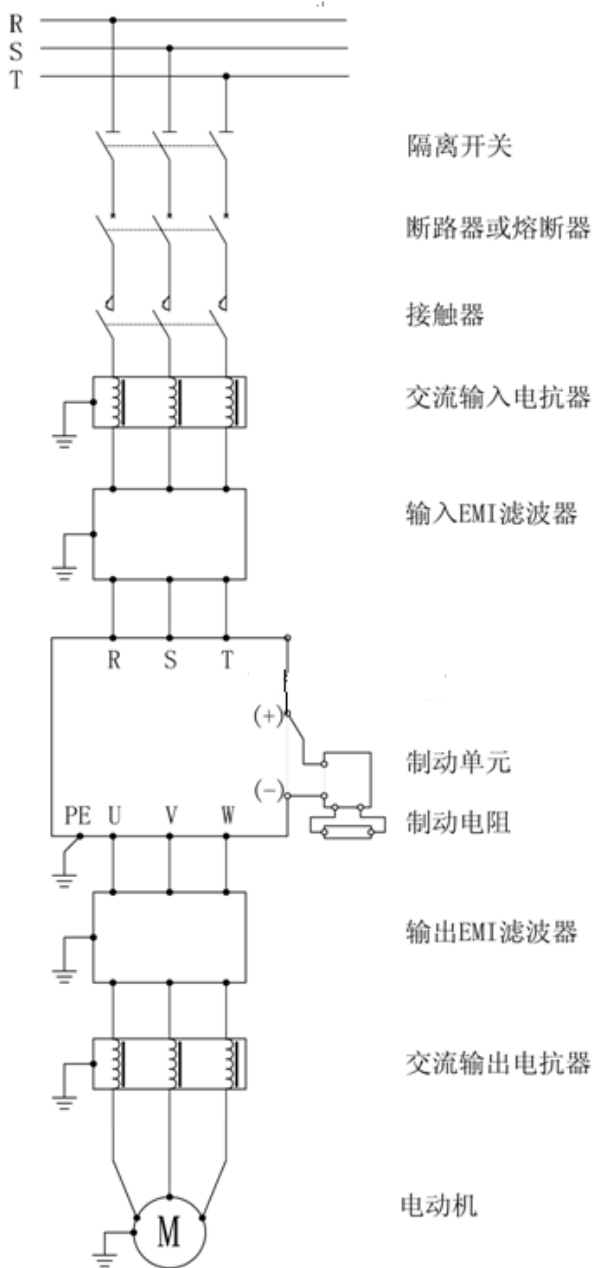 R
S
T
隔离开关
断路器或熔断器
接触器
交流输入电抗器
输入EMI滤波器
R S T
(+)
制动单元
(-)
制动电阻
PE U V W
输出EMI滤波器
交流输出电抗器
电动机
M